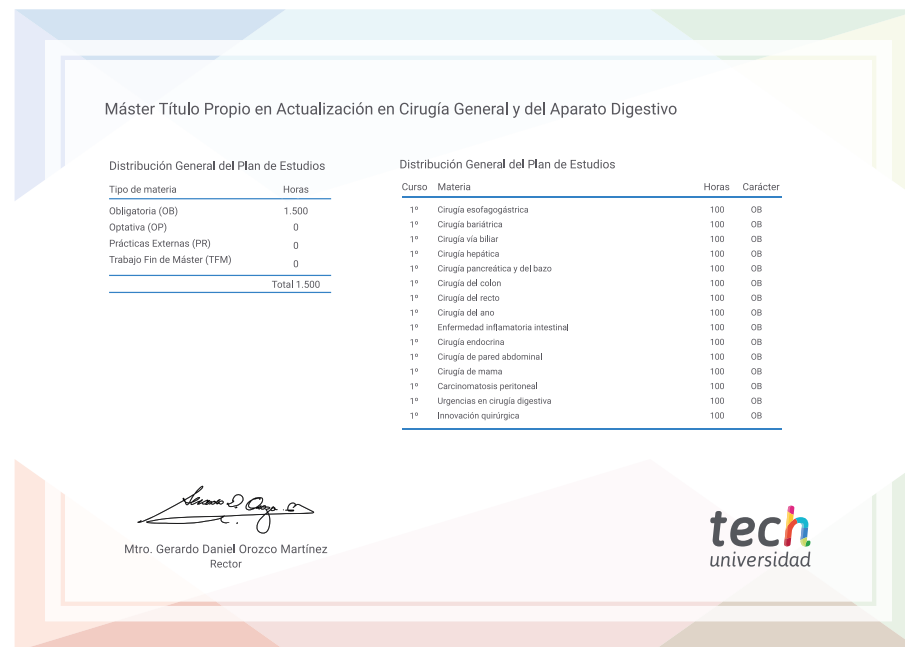 Máster Título Propio en Actualización en Cirugía General y del Aparato Digestivo
Distribución General del Plan de Estudios
Tipo de materia Horas
Obligatoria (OB) 1.500
Optativa (OP) 0
Prácticas Externas (PR) 0
Trabajo Fin de Máster (TFM) 0
Total 1.500
Distribución General del Plan de Estudios
Curso Materia Horas Carácter
1º Cirugía esofagogástrica 100 OB
1º Cirugía bariátrica 100 OB
1º Cirugía vía biliar 100 OB
1º Cirugía hepática 100 OB
1º Cirugía pancreática y del bazo 100 OB
1º Cirugía del colon 100 OB
1º Cirugía del recto 100 OB
1º Cirugía del ano 100 OB
1º Enfermedad inflamatoria intestinal 100 OB
1º Cirugía endocrina 100 OB
1º Cirugía de pared abdominal 100 OB
1º Cirugía de mama 100 OB
1º Carcinomatosis peritoneal 100 OB
1º Urgencias en cirugía digestiva 100 OB
1º Innovación quirúrgica 100 OB
Mtro. Gerardo Daniel Orozco Martínez
Rector
tech
universidad